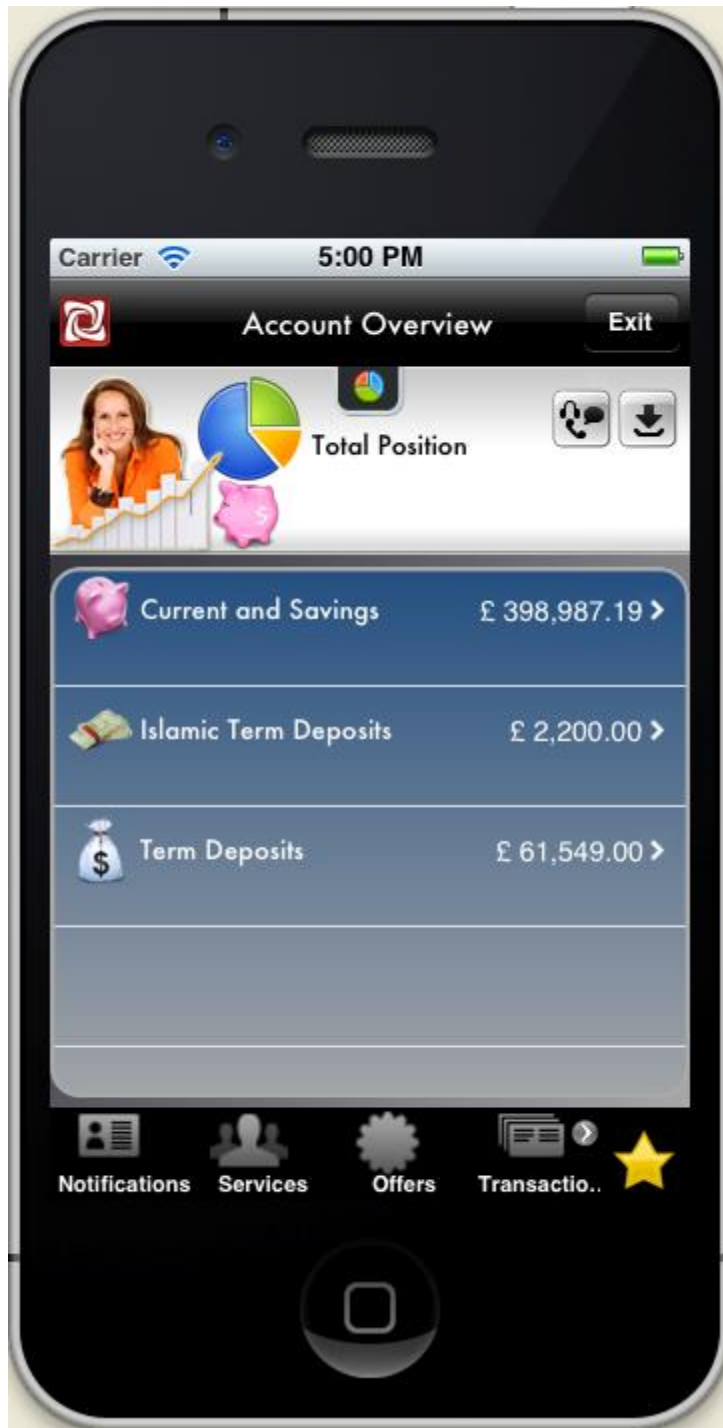 Carrier 5:00 PM
Account Overview Exit
Total Position
$
Current and Savings £ 398,987.19
Islamic Term Deposits £ 2,200.00
$ Term Deposits £ 61,549.00
Notifications Services Offers Transactio..